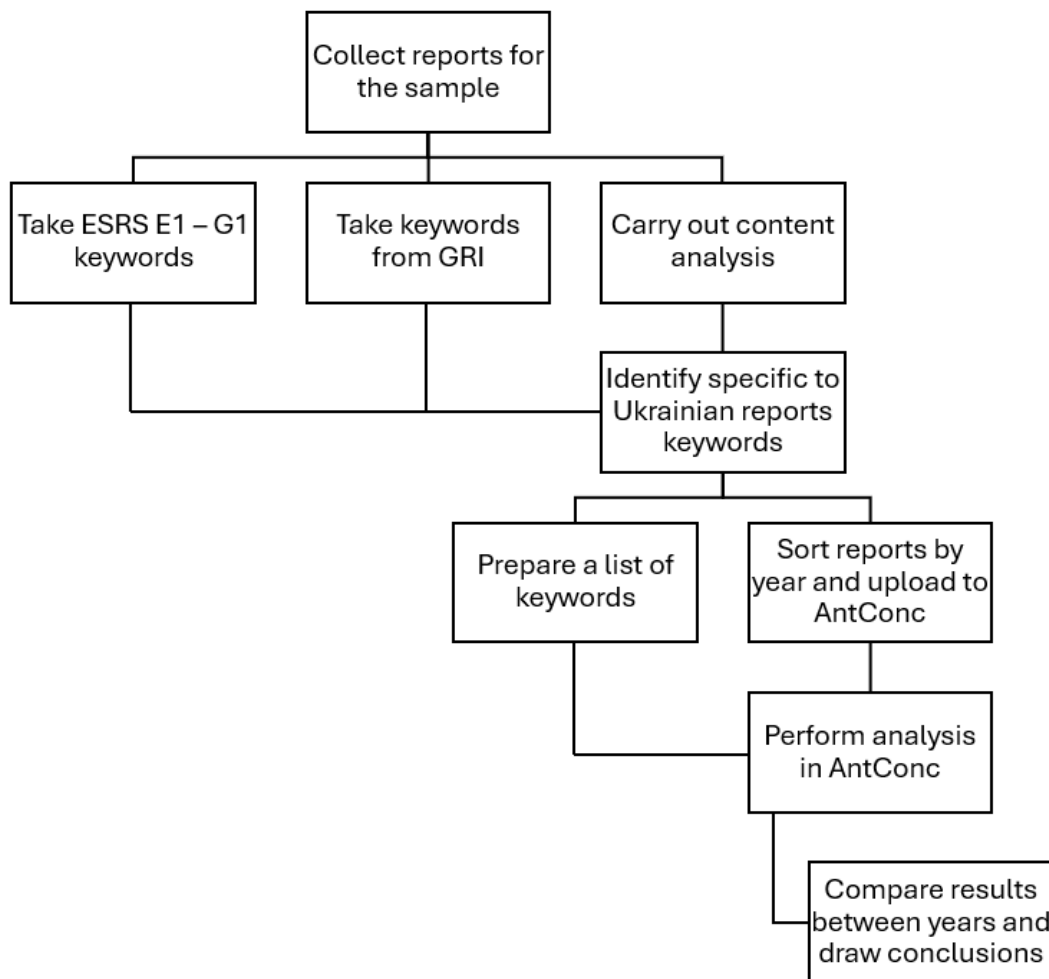 Collect reports for
the sample
Take ESRS E1 – G1
keywords
Take keywords
from GRI
Carry out content
analysis
Identify specific to
Ukrainian reports
keywords
Prepare a list of
keywords
Sort reports by
year and upload to
AntConc
Perform analysis
in AntConc
Compare results
between years and
draw conclusions